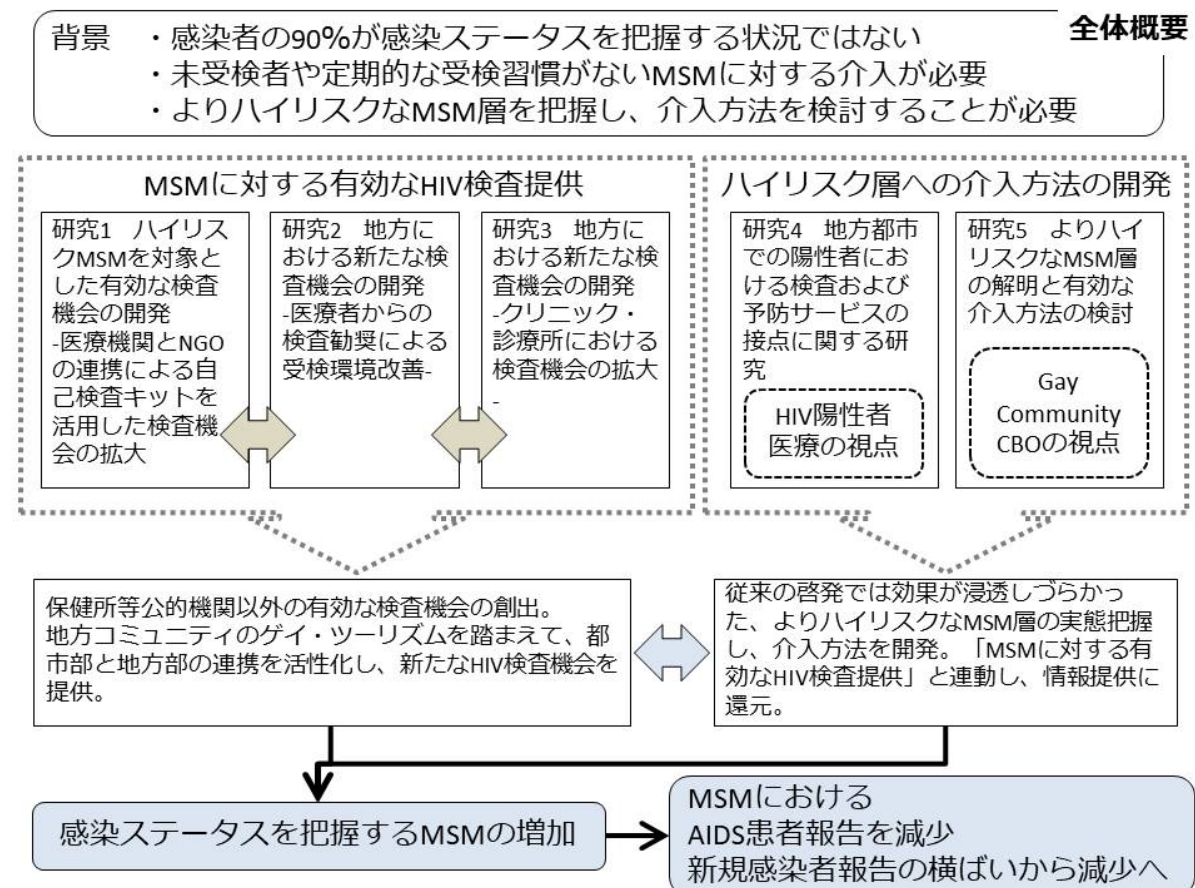 全体概要
背景　・感染者の90%が感染ステータスを把握する状況ではない
・未受検者や定期的な受検習慣がないMSMに対する介入が必要
・よりハイリスクなMSM層を把握し、介入方法を検討することが必要
MSMに対する有効なHIV検査提供
研究1　ハイリス
クMSMを対象と
した有効な検査
機会の開発
-医療機関とNGO
の連携による自
己検査キットを
活用した検査機
会の拡大
研究2　地方に
おける新たな検
査機会の開発
-医療者からの
検査勧奨による
受検環境改善-
研究3　地方に
おける新たな検
査機会の開発
-クリニック・
診療所における
検査機会の拡大
-
ハイリスク層への介入方法の開発
研究4　地方都市
での陽性者にお
ける検査および
予防サービスの
接点に関する研
究
HIV陽性者
医療の視点
研究5　よりハイ
リスクなMSM層
の解明と有効な
介入方法の検討
Gay
Community
CBOの視点
保健所等公的機関以外の有効な検査機会の創出。
地方コミュニティのゲイ・ツーリズムを踏まえて、都
市部と地方部の連携を活性化し、新たなHIV検査機会を
提供。
従来の啓発では効果が浸透しづらかっ
た、よりハイリスクなMSM層の実態把握
し、介入方法を開発。「MSMに対する有
効なHIV検査提供」と連動し、情報提供に
還元。
感染ステータスを把握するMSMの増加
MSMにおける
AIDS患者報告を減少
新規感染者報告の横ばいから減少へ